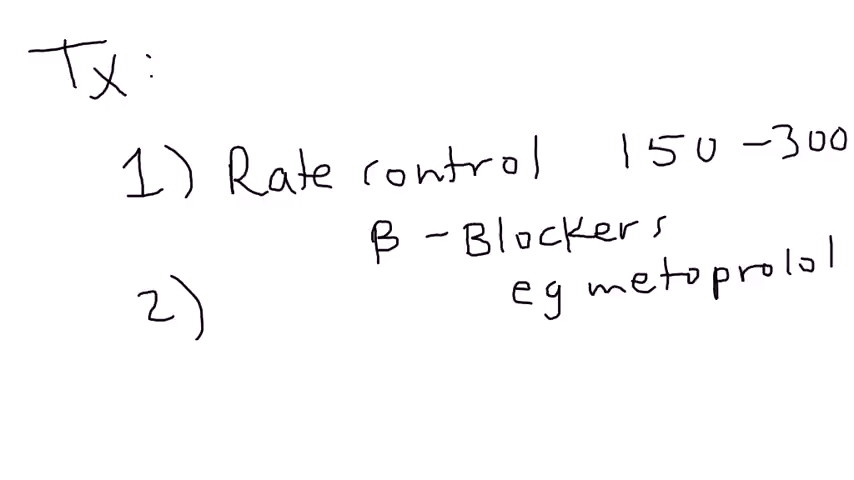 Tx:
1) Rate control 150-300
β-Blockers
eg metoprolol
2)